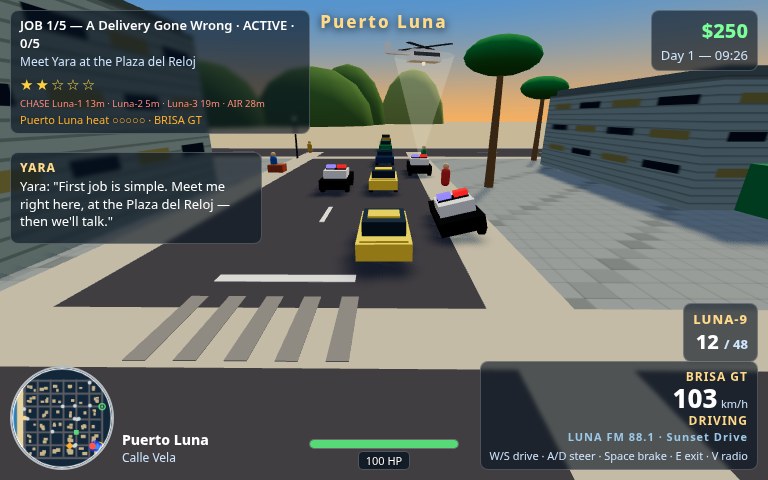 JOB 1/5 — A Delivery Gone Wrong · ACTIVE ·
0/5
Meet Yara at the Plaza del Reloj
★★☆☆☆
CHASE Luna-1 13m · Luna-2 5m · Luna-3 19m · AIR 28m
Puerto Luna heat ○○○○○ · BRISA GT
Puerto Luna
$250
Day 1 — 09:26
YARA
Yara: "First job is simple. Meet me
right here, at the Plaza del Reloj —
then we'll talk."
LUNA-9
12 / 48
BRISA GT
103 km/h
DRIVING
LUNA FM 88.1 · Sunset Drive
W/S drive · A/D steer · Space brake · E exit · V radio
Puerto Luna
Calle Vela
100 HP